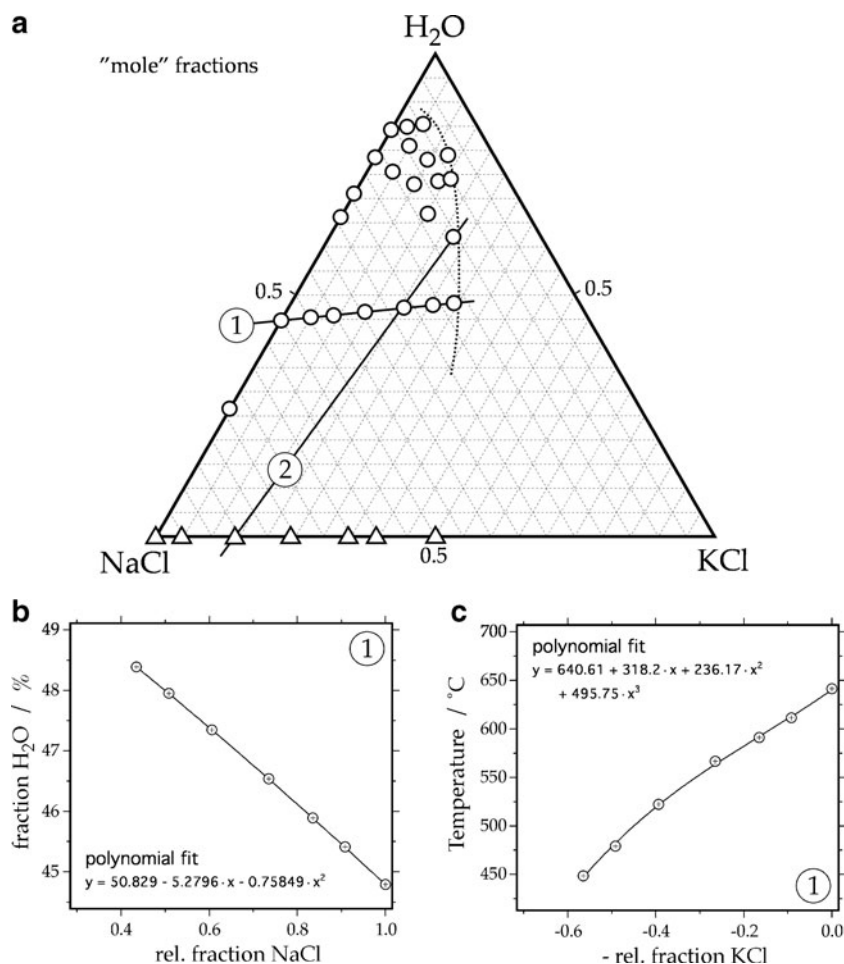 a
H₂O
"mole" fractions
0.5
0.5
1
2
NaCl
0.5
KCl
b
49
48
47
46
45
fraction H₂O / %
1
polynomial fit
y = 50.829 - 5.2796·x - 0.75849·x²
0.4 0.6 0.8 1.0
rel. fraction NaCl
c
700
650
600
550
500
450
Temperature / °C
polynomial fit
y = 640.61 + 318.2·x + 236.17·x²
+ 495.75·x³
1
-0.6 -0.4 -0.2 0.0
- rel. fraction KCl